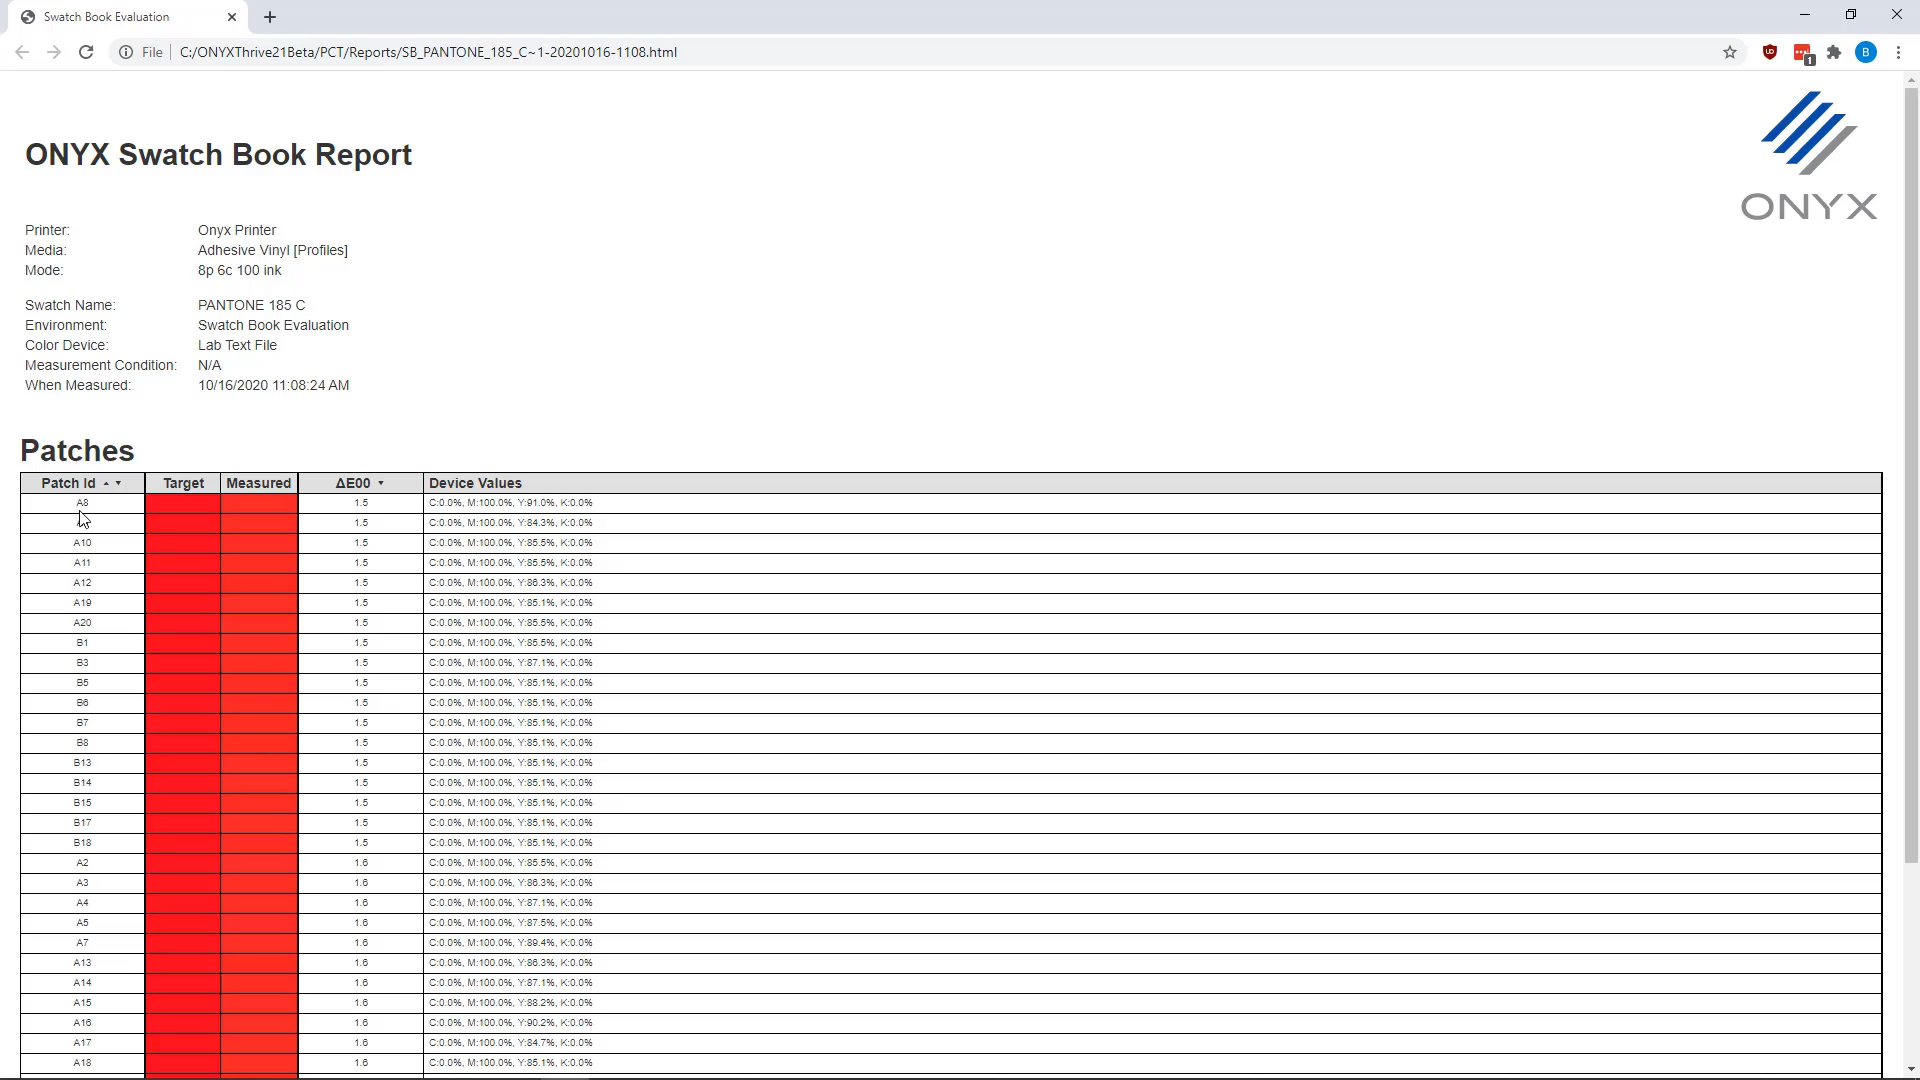 Swatch Book Evaluation
File C:/ONYXThrive21Beta/PCT/Reports/SB_PANTONE_185_C~1-20201016-1108.html
1
B
ONYX Swatch Book Report
ONYX
Printer: Onyx Printer
Media: Adhesive Vinyl [Profiles]
Mode: 8p 6c 100 ink
Swatch Name: PANTONE 185 C
Environment: Swatch Book Evaluation
Color Device: Lab Text File
Measurement Condition: N/A
When Measured: 10/16/2020 11:08:24 AM
Patches
Patch Id Target Measured ΔE00 Device Values
A8 1.5 C:0.0%, M:100.0%, Y:91.0%, K:0.0%
1.5 C:0.0%, M:100.0%, Y:84.3%, K:0.0%
A10 1.5 C:0.0%, M:100.0%, Y:85.5%, K:0.0%
A11 1.5 C:0.0%, M:100.0%, Y:85.5%, K:0.0%
A12 1.5 C:0.0%, M:100.0%, Y:86.3%, K:0.0%
A19 1.5 C:0.0%, M:100.0%, Y:85.1%, K:0.0%
A20 1.5 C:0.0%, M:100.0%, Y:85.5%, K:0.0%
B1 1.5 C:0.0%, M:100.0%, Y:85.5%, K:0.0%
B3 1.5 C:0.0%, M:100.0%, Y:87.1%, K:0.0%
B5 1.5 C:0.0%, M:100.0%, Y:85.1%, K:0.0%
B6 1.5 C:0.0%, M:100.0%, Y:85.1%, K:0.0%
B7 1.5 C:0.0%, M:100.0%, Y:85.1%, K:0.0%
B8 1.5 C:0.0%, M:100.0%, Y:85.1%, K:0.0%
B13 1.5 C:0.0%, M:100.0%, Y:85.1%, K:0.0%
B14 1.5 C:0.0%, M:100.0%, Y:85.1%, K:0.0%
B15 1.5 C:0.0%, M:100.0%, Y:85.1%, K:0.0%
B17 1.5 C:0.0%, M:100.0%, Y:85.1%, K:0.0%
B18 1.5 C:0.0%, M:100.0%, Y:85.1%, K:0.0%
A2 1.6 C:0.0%, M:100.0%, Y:85.5%, K:0.0%
A3 1.6 C:0.0%, M:100.0%, Y:86.3%, K:0.0%
A4 1.6 C:0.0%, M:100.0%, Y:87.1%, K:0.0%
A5 1.6 C:0.0%, M:100.0%, Y:87.5%, K:0.0%
A7 1.6 C:0.0%, M:100.0%, Y:89.4%, K:0.0%
A13 1.6 C:0.0%, M:100.0%, Y:86.3%, K:0.0%
A14 1.6 C:0.0%, M:100.0%, Y:87.1%, K:0.0%
A15 1.6 C:0.0%, M:100.0%, Y:88.2%, K:0.0%
A16 1.6 C:0.0%, M:100.0%, Y:90.2%, K:0.0%
A17 1.6 C:0.0%, M:100.0%, Y:84.7%, K:0.0%
A18 1.6 C:0.0%, M:100.0%, Y:85.1%, K:0.0%